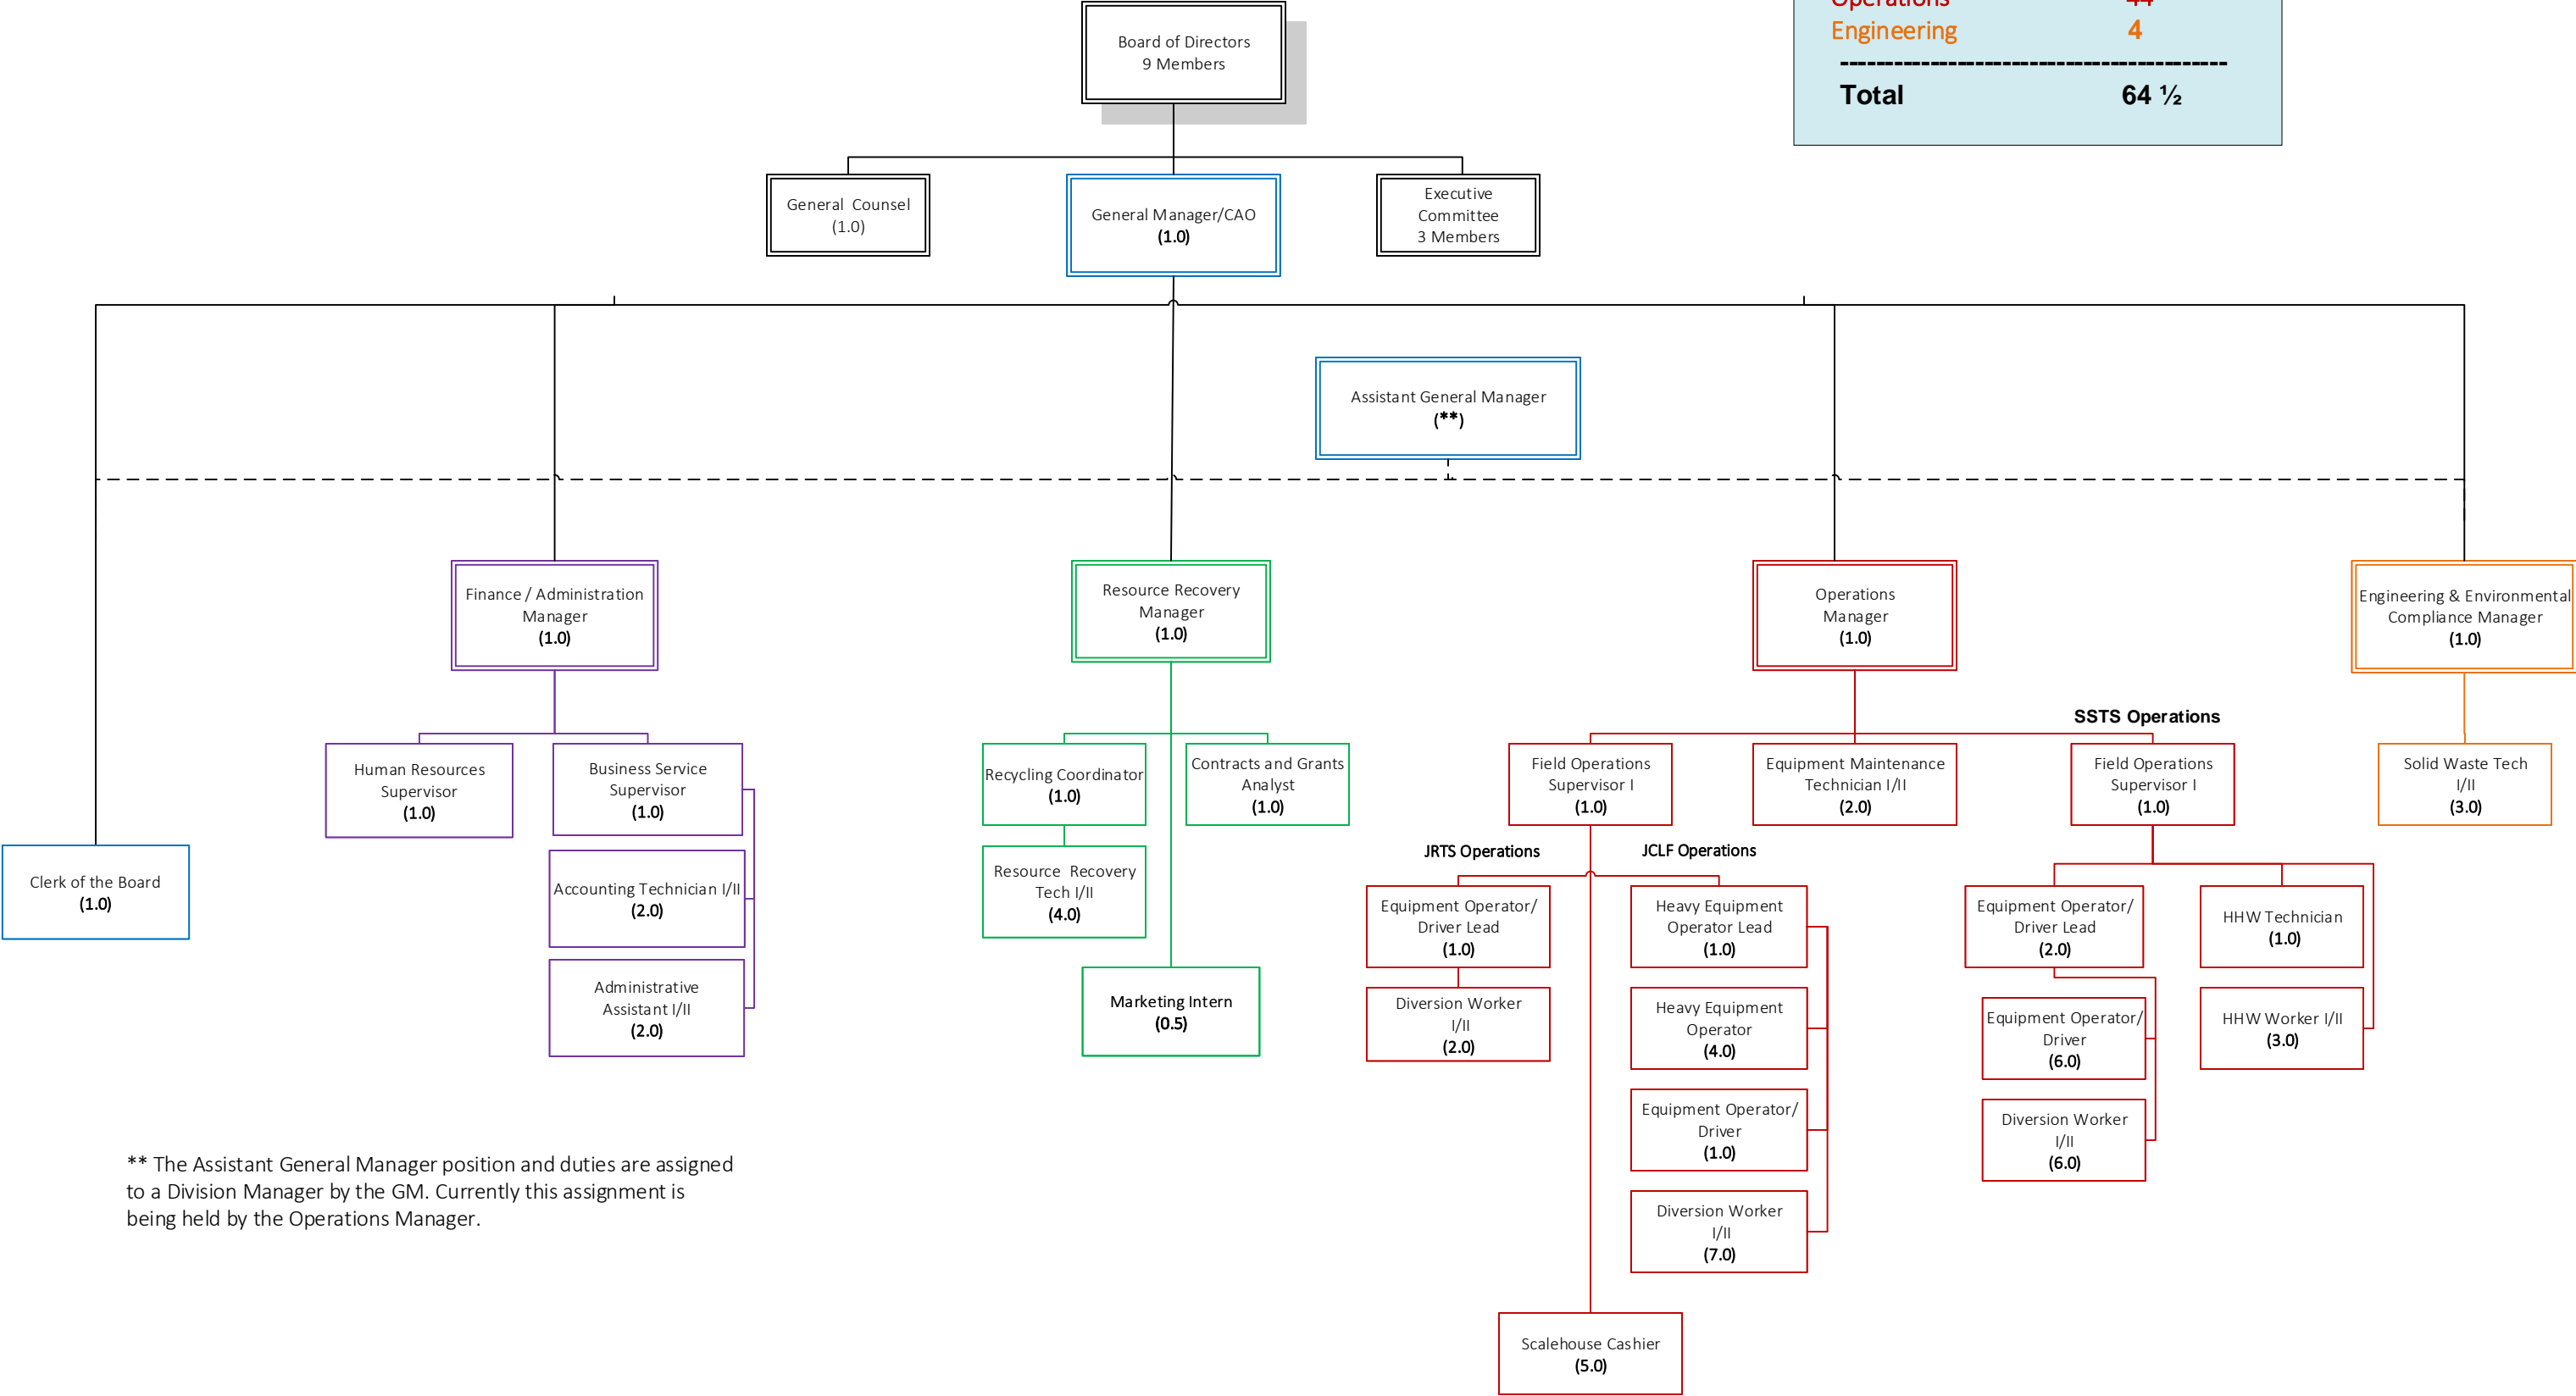 Operations 44
Engineering 4
-------------------------------------------
Total 64 ½
Board of Directors
9 Members
General Counsel
(1.0)
General Manager/CAO
(1.0)
Executive
Committee
3 Members
Assistant General Manager
(**)
Finance / Administration
Manager
(1.0)
Resource Recovery
Manager
(1.0)
Operations
Manager
(1.0)
Engineering & Environmental
Compliance Manager
(1.0)
SSTS Operations
Human Resources
Supervisor
(1.0)
Business Service
Supervisor
(1.0)
Recycling Coordinator
(1.0)
Contracts and Grants
Analyst
(1.0)
Field Operations
Supervisor I
(1.0)
Equipment Maintenance
Technician I/II
(2.0)
Field Operations
Supervisor I
(1.0)
Solid Waste Tech
I/II
(3.0)
Clerk of the Board
(1.0)
Accounting Technician I/II
(2.0)
Administrative
Assistant I/II
(2.0)
Resource Recovery
Tech I/II
(4.0)
Marketing Intern
(0.5)
JRTS Operations
JCLF Operations
Equipment Operator/
Driver Lead
(1.0)
Diversion Worker
I/II
(2.0)
Heavy Equipment
Operator Lead
(1.0)
Heavy Equipment
Operator
(4.0)
Equipment Operator/
Driver
(1.0)
Diversion Worker
I/II
(7.0)
Equipment Operator/
Driver Lead
(2.0)
Equipment Operator/
Driver
(6.0)
Diversion Worker
I/II
(6.0)
HHW Technician
(1.0)
HHW Worker I/II
(3.0)
Scalehouse Cashier
(5.0)
** The Assistant General Manager position and duties are assigned
to a Division Manager by the GM. Currently this assignment is
being held by the Operations Manager.